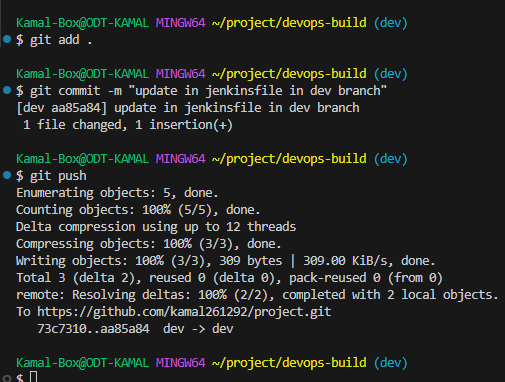 Kamal-Box@ODT-KAMAL MINGW64 ~/project/devops-build (dev)
$ git add .
Kamal-Box@ODT-KAMAL MINGW64 ~/project/devops-build (dev)
$ git commit -m "update in jenkinsfile in dev branch"
[dev aa85a84] update in jenkinsfile in dev branch
 1 file changed, 1 insertion(+)
Kamal-Box@ODT-KAMAL MINGW64 ~/project/devops-build (dev)
$ git push
Enumerating objects: 5, done.
Counting objects: 100% (5/5), done.
Delta compression using up to 12 threads
Compressing objects: 100% (3/3), done.
Writing objects: 100% (3/3), 309 bytes | 309.00 KiB/s, done.
Total 3 (delta 2), reused 0 (delta 0), pack-reused 0 (from 0)
remote: Resolving deltas: 100% (2/2), completed with 2 local objects.
To https://github.com/kamal261292/project.git
   73c7310..aa85a84  dev -> dev
Kamal-Box@ODT-KAMAL MINGW64 ~/project/devops-build (dev)
$